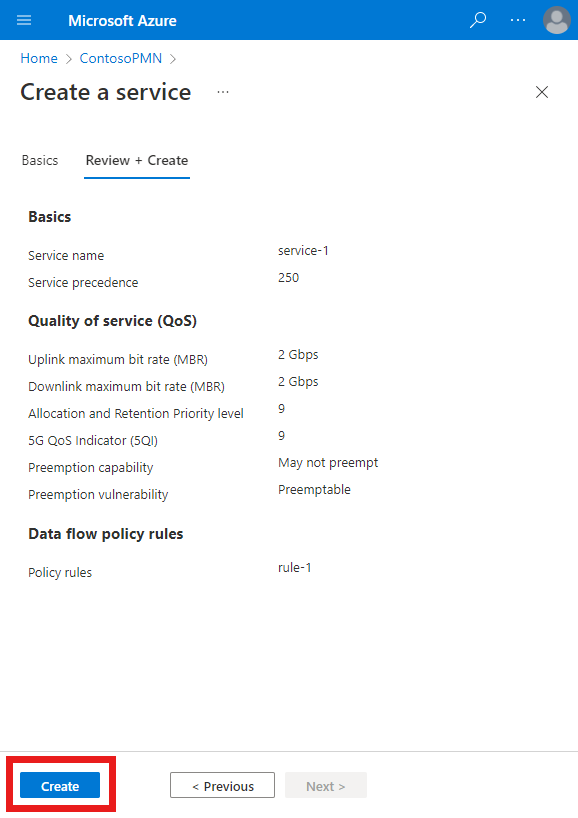 Microsoft Azure ···
Home > ContosoPMN >
Create a service ···
Basics Review + Create
Basics
Service name service-1
Service precedence 250
Quality of service (QoS)
Uplink maximum bit rate (MBR) 2 Gbps
Downlink maximum bit rate (MBR) 2 Gbps
Allocation and Retention Priority level 9
5G QoS Indicator (5QI) 9
Preemption capability May not preempt
Preemption vulnerability Preemptable
Data flow policy rules
Policy rules rule-1
Create < Previous Next >